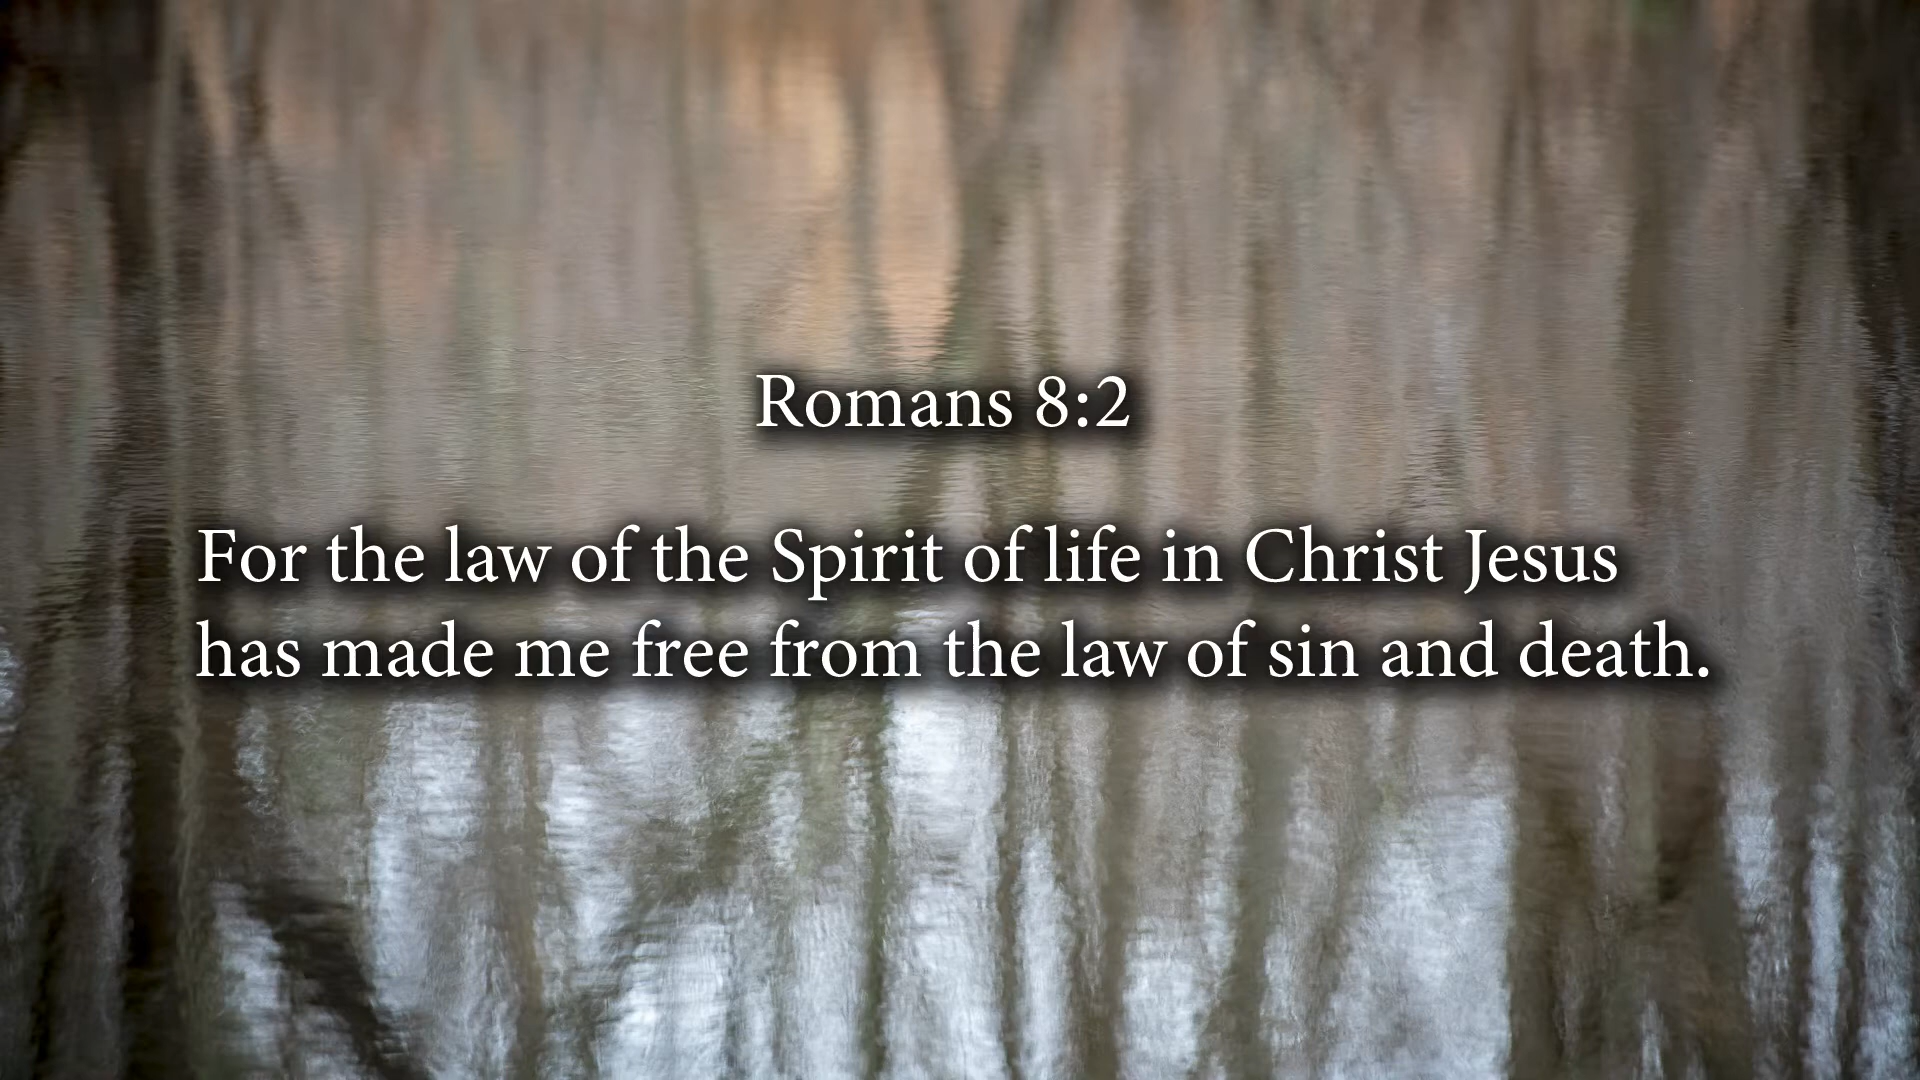 Romans 8:2
For the law of the Spirit of life in Christ Jesus
has made me free from the law of sin and death.